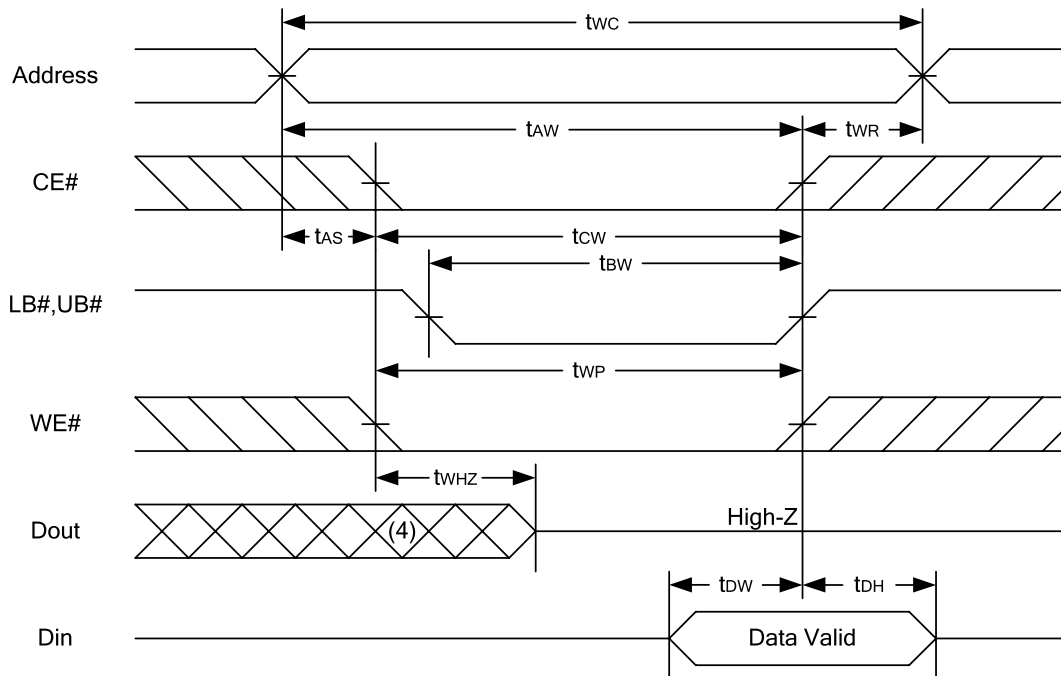 tWC
Address
tAW
tWR
CE#
tAS
tCW
tBW
LB#,UB#
tWP
WE#
tWHZ
Dout
(4)
High-Z
tDW
tDH
Din
Data Valid